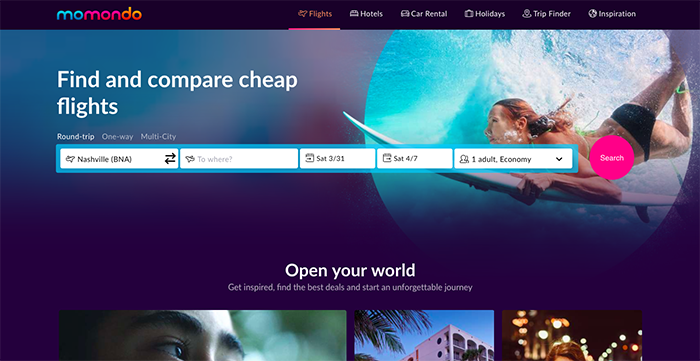 momondo
Flights
Hotels
Car Rental
Holidays
Trip Finder
Inspiration
Find and compare cheap
flights
Round-trip One-way Multi-City
Nashville (BNA)
To where?
Sat 3/31
Sat 4/7
1 adult, Economy
Search
Open your world
Get inspired, find the best deals and start an unforgettable journey